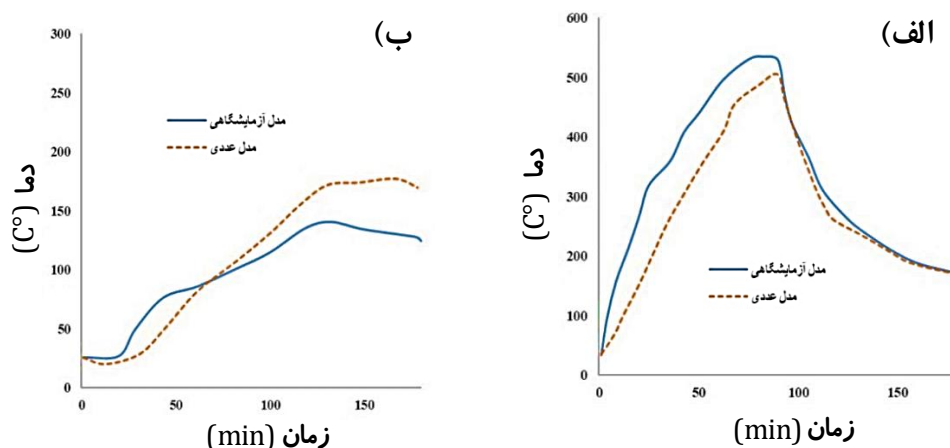 الف)
600
500
400
300
200
100
0
0
50
100
150
دما (C°)
زمان (min)
مدل آزمایشگاهی
مدل عددی
ب)
300
250
200
150
100
50
0
0
50
100
150
دما (C°)
زمان (min)
مدل آزمایشگاهی
مدل عددی